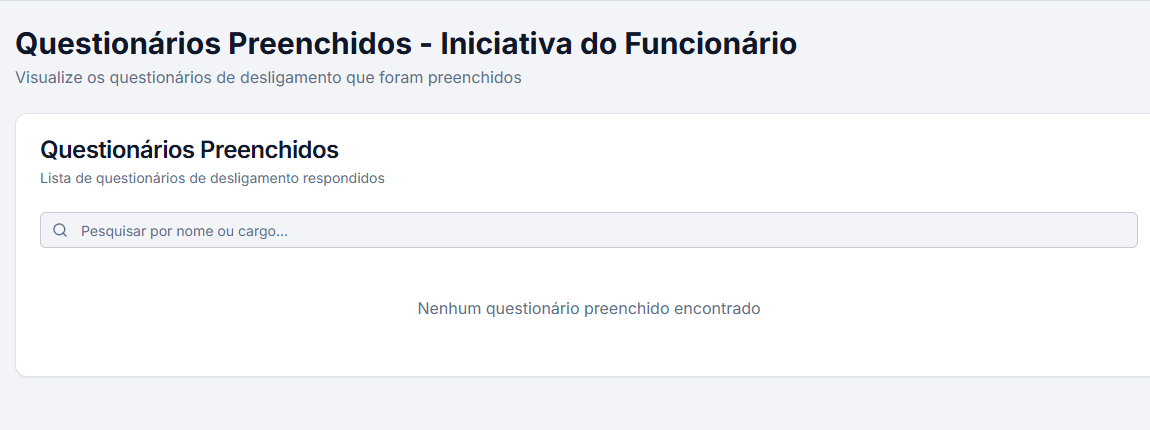 Questionários Preenchidos - Iniciativa do Funcionário
Visualize os questionários de desligamento que foram preenchidos
Questionários Preenchidos
Lista de questionários de desligamento respondidos
Pesquisar por nome ou cargo...
Nenhum questionário preenchido encontrado